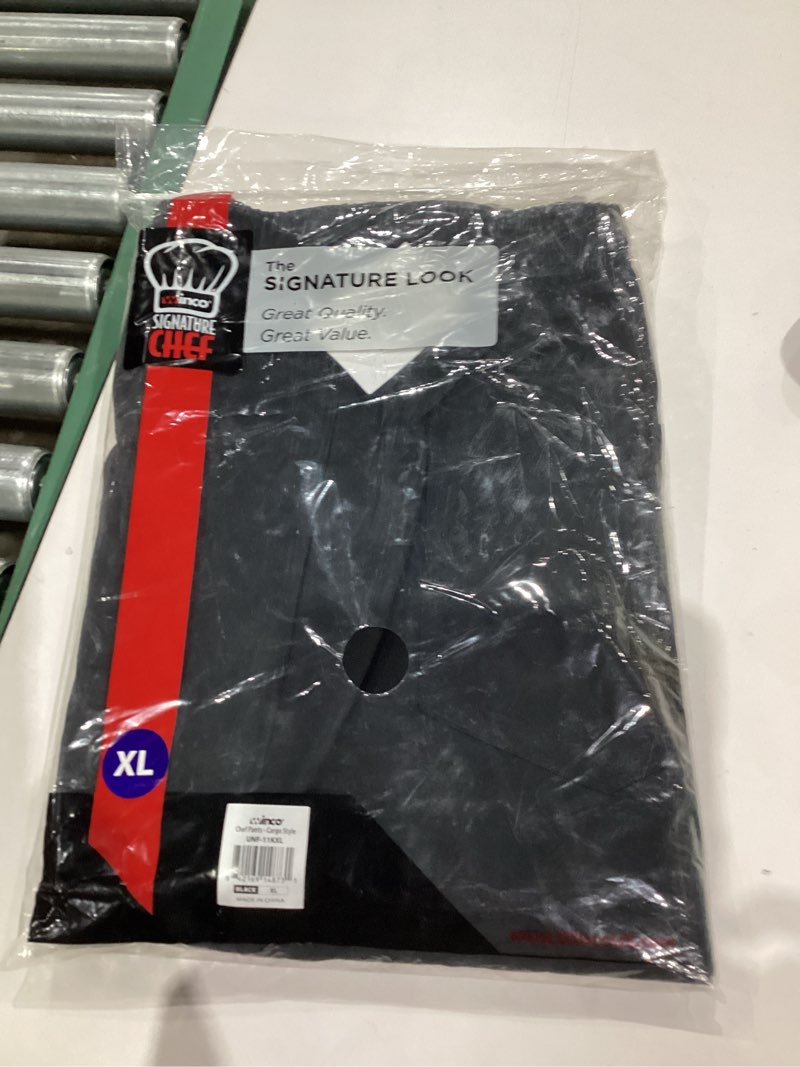 The
SIGNATURE LOOK
Great Quality.
Great Value.
Winco
SIGNATURE
CHEF
XL
Winco
Chef Pants - Cargo Style
UNF-11KXL
BLACK XL
MADE IN CHINA